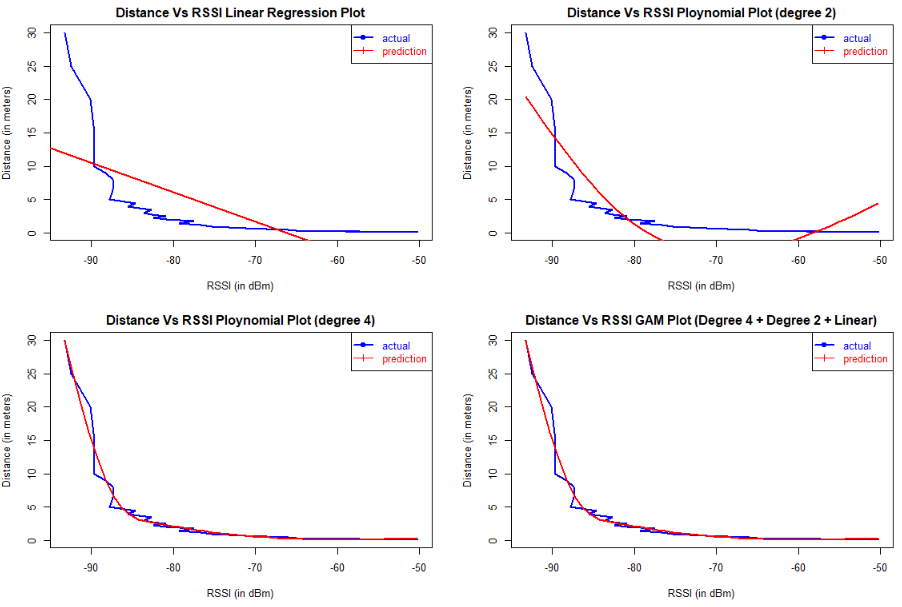 Distance Vs RSSI Linear Regression Plot
actual
prediction
Distance (in meters)
0 5 10 15 20 25 30
-90 -80 -70 -60 -50
RSSI (in dBm)
Distance Vs RSSI Ploynomial Plot (degree 2)
actual
prediction
Distance (in meters)
0 5 10 15 20 25 30
-90 -80 -70 -60 -50
RSSI (in dBm)
Distance Vs RSSI Ploynomial Plot (degree 4)
actual
prediction
Distance (in meters)
0 5 10 15 20 25 30
-90 -80 -70 -60 -50
RSSI (in dBm)
Distance Vs RSSI GAM Plot (Degree 4 + Degree 2 + Linear)
actual
prediction
Distance (in meters)
0 5 10 15 20 25 30
-90 -80 -70 -60 -50
RSSI (in dBm)